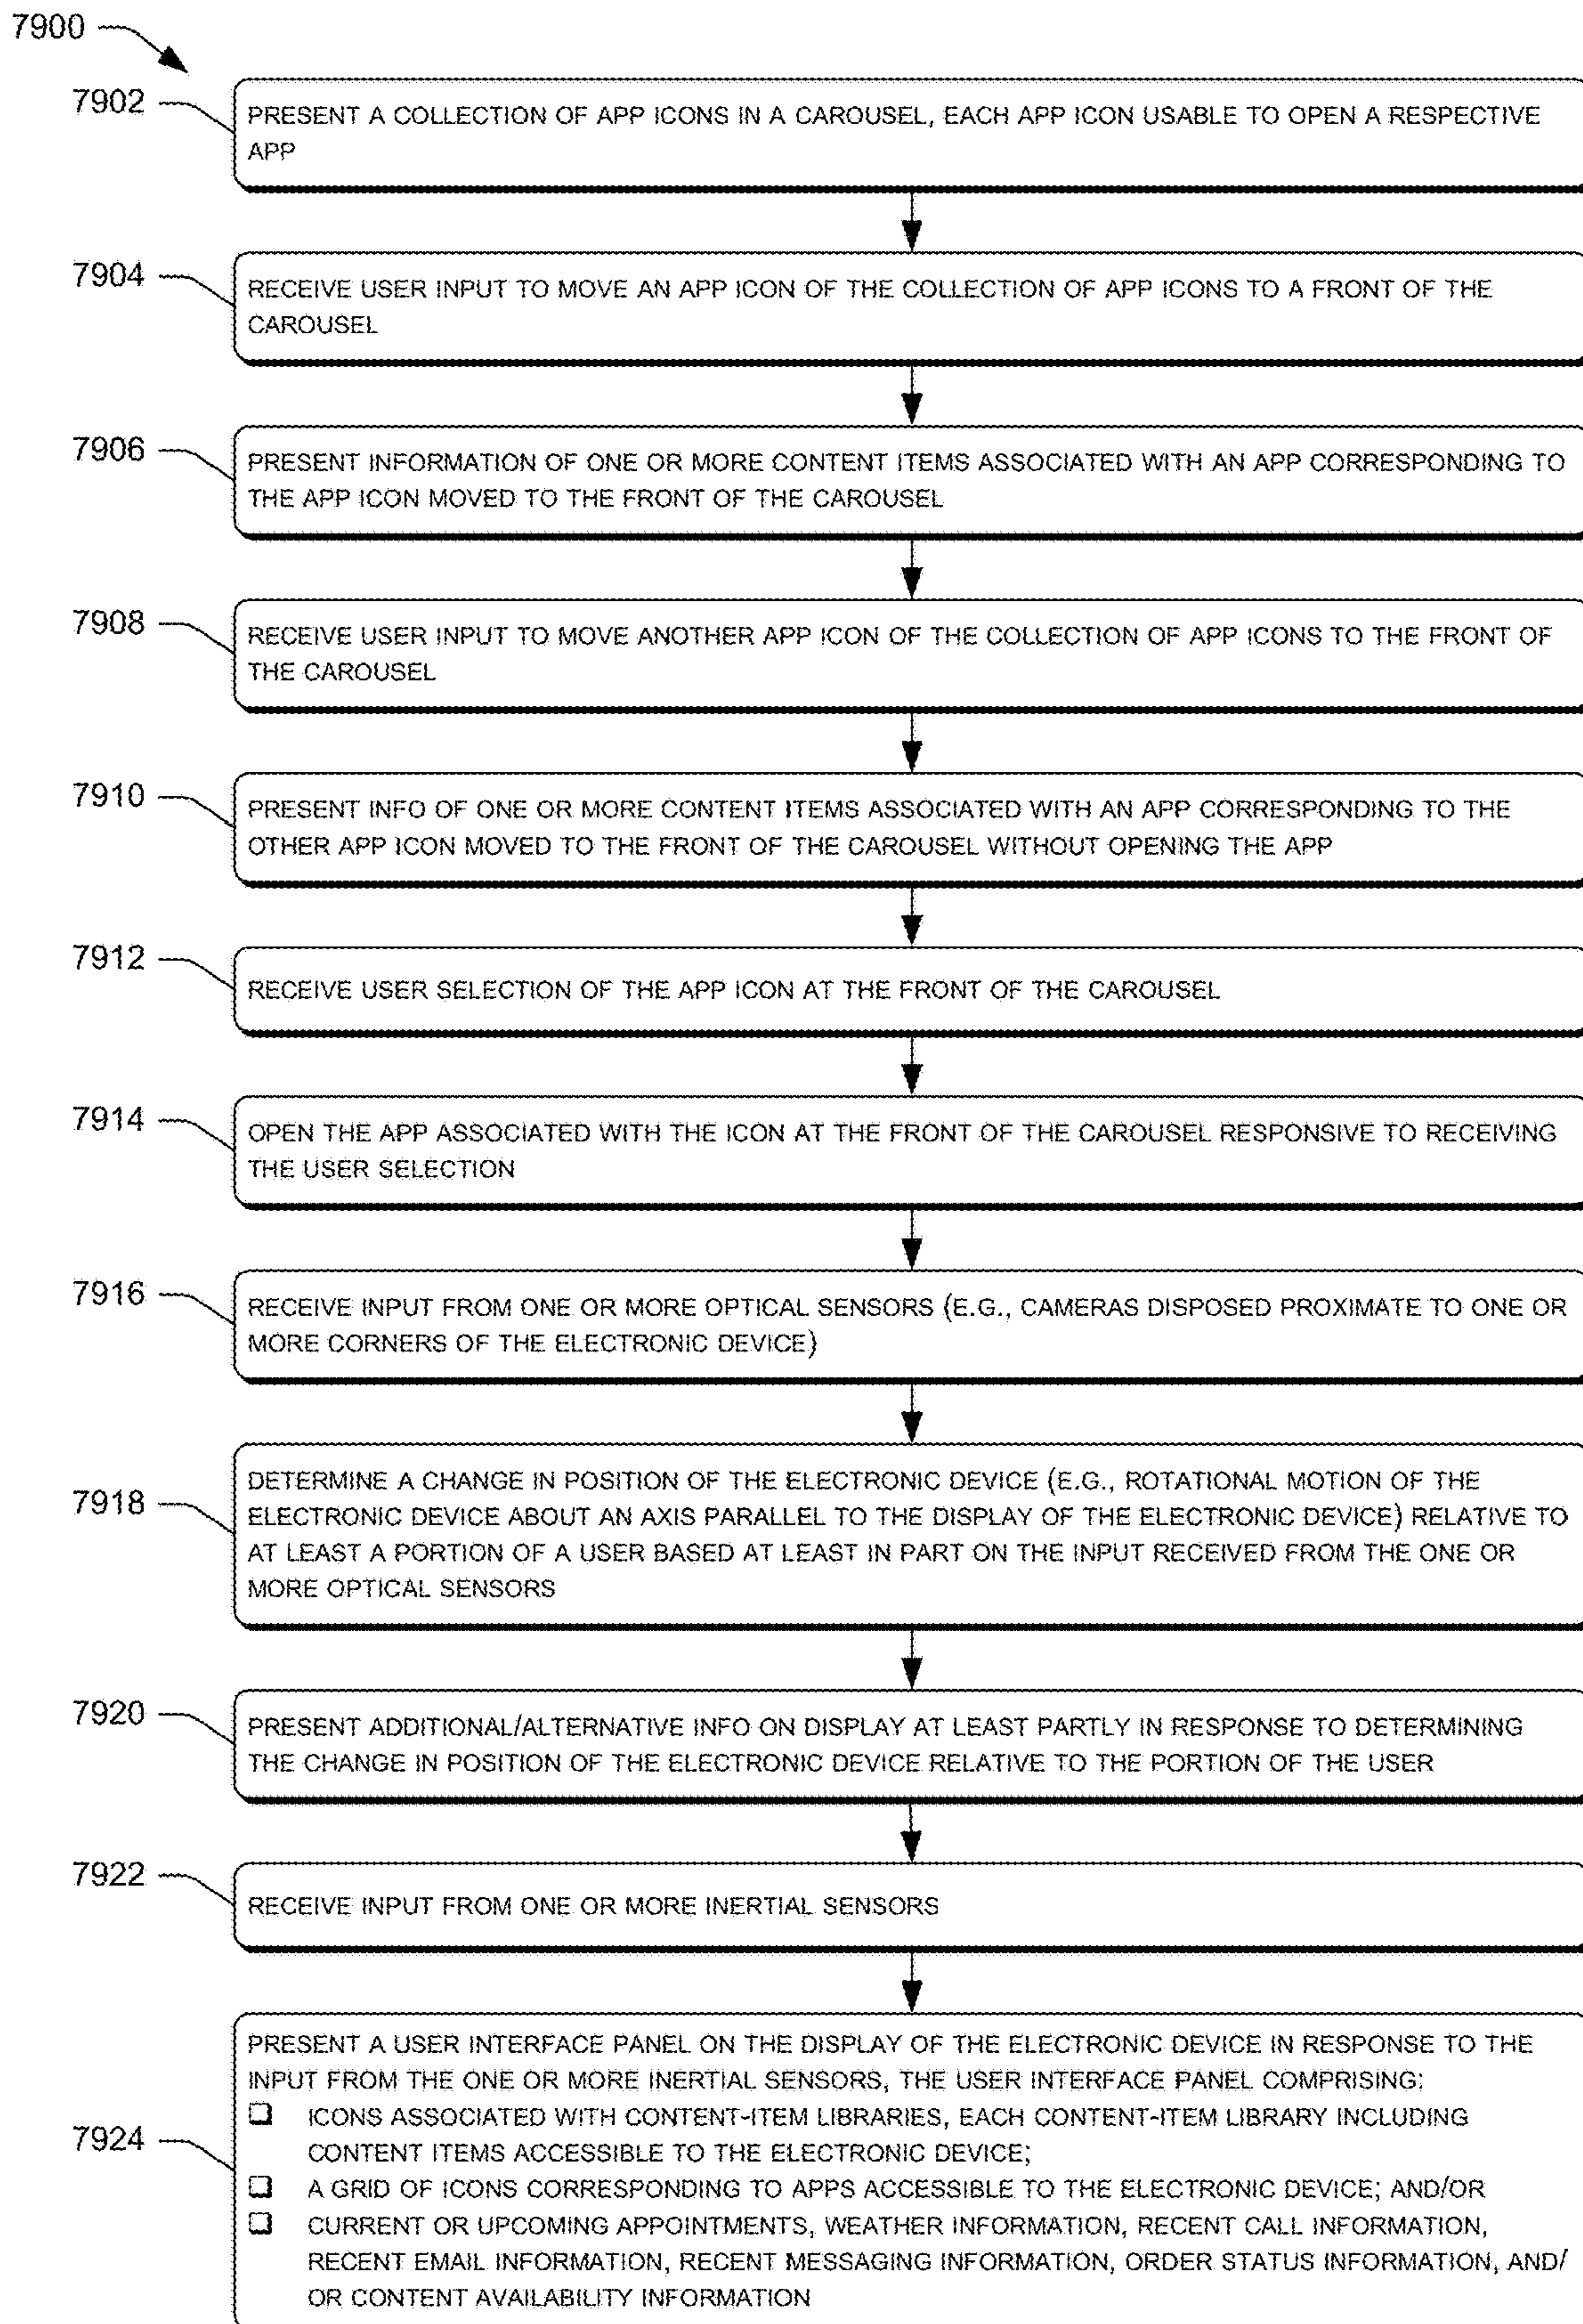 7900
7902
PRESENT A COLLECTION OF APP ICONS IN A CAROUSEL, EACH APP ICON USABLE TO OPEN A RESPECTIVE
APP
7904
RECEIVE USER INPUT TO MOVE AN APP ICON OF THE COLLECTION OF APP ICONS TO A FRONT OF THE
CAROUSEL
7906
PRESENT INFORMATION OF ONE OR MORE CONTENT ITEMS ASSOCIATED WITH AN APP CORRESPONDING TO
THE APP ICON MOVED TO THE FRONT OF THE CAROUSEL
7908
RECEIVE USER INPUT TO MOVE ANOTHER APP ICON OF THE COLLECTION OF APP ICONS TO THE FRONT OF
THE CAROUSEL
7910
PRESENT INFO OF ONE OR MORE CONTENT ITEMS ASSOCIATED WITH AN APP CORRESPONDING TO THE
OTHER APP ICON MOVED TO THE FRONT OF THE CAROUSEL WITHOUT OPENING THE APP
7912
RECEIVE USER SELECTION OF THE APP ICON AT THE FRONT OF THE CAROUSEL
7914
OPEN THE APP ASSOCIATED WITH THE ICON AT THE FRONT OF THE CAROUSEL RESPONSIVE TO RECEIVING
THE USER SELECTION
7916
RECEIVE INPUT FROM ONE OR MORE OPTICAL SENSORS (E.G., CAMERAS DISPOSED PROXIMATE TO ONE OR
MORE CORNERS OF THE ELECTRONIC DEVICE)
7918
DETERMINE A CHANGE IN POSITION OF THE ELECTRONIC DEVICE (E.G., ROTATIONAL MOTION OF THE
ELECTRONIC DEVICE ABOUT AN AXIS PARALLEL TO THE DISPLAY OF THE ELECTRONIC DEVICE) RELATIVE TO
AT LEAST A PORTION OF A USER BASED AT LEAST IN PART ON THE INPUT RECEIVED FROM THE ONE OR
MORE OPTICAL SENSORS
7920
PRESENT ADDITIONAL/ALTERNATIVE INFO ON DISPLAY AT LEAST PARTLY IN RESPONSE TO DETERMINING
THE CHANGE IN POSITION OF THE ELECTRONIC DEVICE RELATIVE TO THE PORTION OF THE USER
7922
RECEIVE INPUT FROM ONE OR MORE INERTIAL SENSORS
7924
PRESENT A USER INTERFACE PANEL ON THE DISPLAY OF THE ELECTRONIC DEVICE IN RESPONSE TO THE
INPUT FROM THE ONE OR MORE INERTIAL SENSORS, THE USER INTERFACE PANEL COMPRISING:
❑ ICONS ASSOCIATED WITH CONTENT-ITEM LIBRARIES, EACH CONTENT-ITEM LIBRARY INCLUDING
CONTENT ITEMS ACCESSIBLE TO THE ELECTRONIC DEVICE;
❑ A GRID OF ICONS CORRESPONDING TO APPS ACCESSIBLE TO THE ELECTRONIC DEVICE; AND/OR
❑ CURRENT OR UPCOMING APPOINTMENTS, WEATHER INFORMATION, RECENT CALL INFORMATION,
RECENT EMAIL INFORMATION, RECENT MESSAGING INFORMATION, ORDER STATUS INFORMATION, AND/
OR CONTENT AVAILABILITY INFORMATION